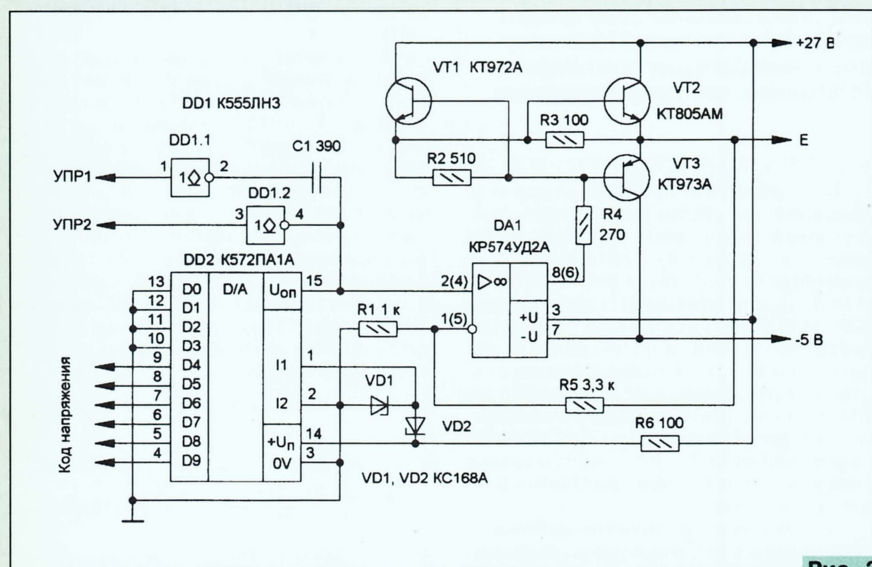 +27 В
VT1 КТ972А
VT2
КТ805АМ
DD1 К555ЛН3
R3 100
E
DD1.1
C1 390
VT3
КТ973А
1
1
2
УПР1
R2 510
DD1.2
R4
270
3
1
4
УПР2
DA1
КР574УД2А
DD2 К572ПА1А
13 D0 D/A Uоп 15
2(4) ▷∞ 8(6)
12 D1
11 D2
R1 1 к
1(5) +U 3
10 D3
-U 7
-5 В
9 D4
I1 1
8 D5
R5 3,3 к
7 D6
I2 2
VD1
6 D7
VD2
R6 100
5 D8
+Uп 14
4 D9
0V 3
Код напряжения
VD1, VD2 КС168А